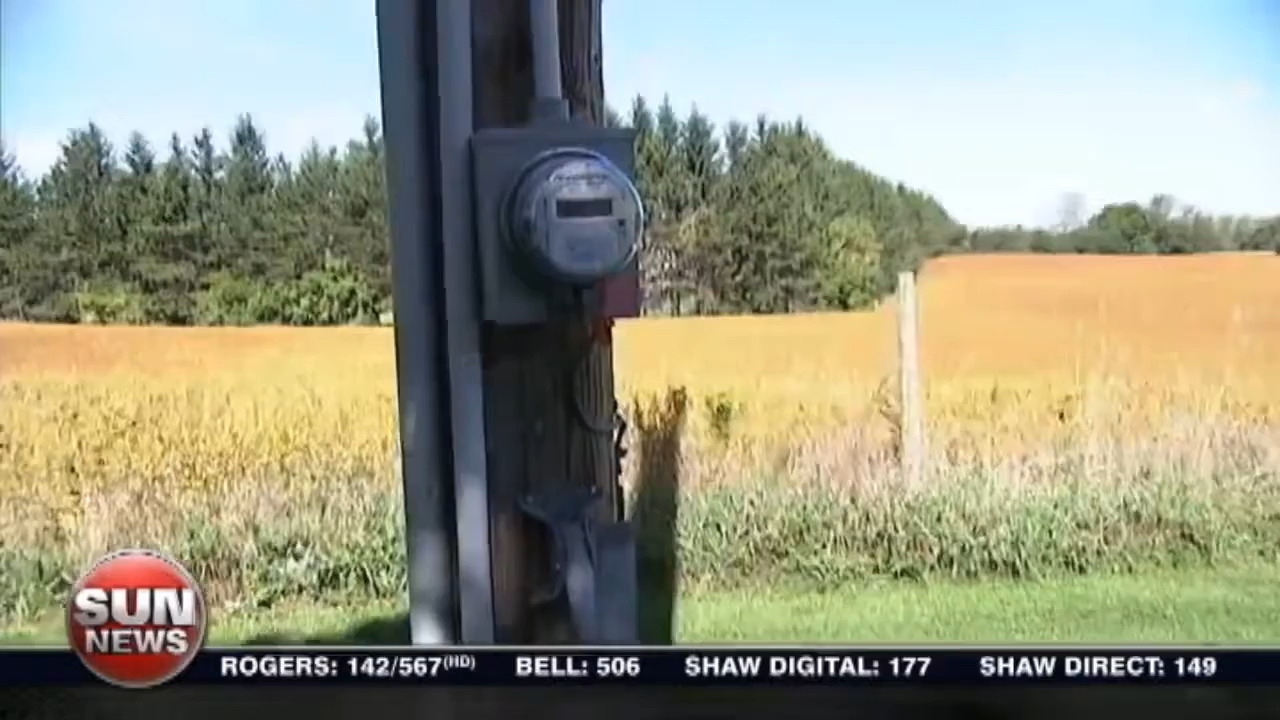 SUN
NEWS
ROGERS: 142/567(HD) BELL: 506 SHAW DIGITAL: 177 SHAW DIRECT: 149